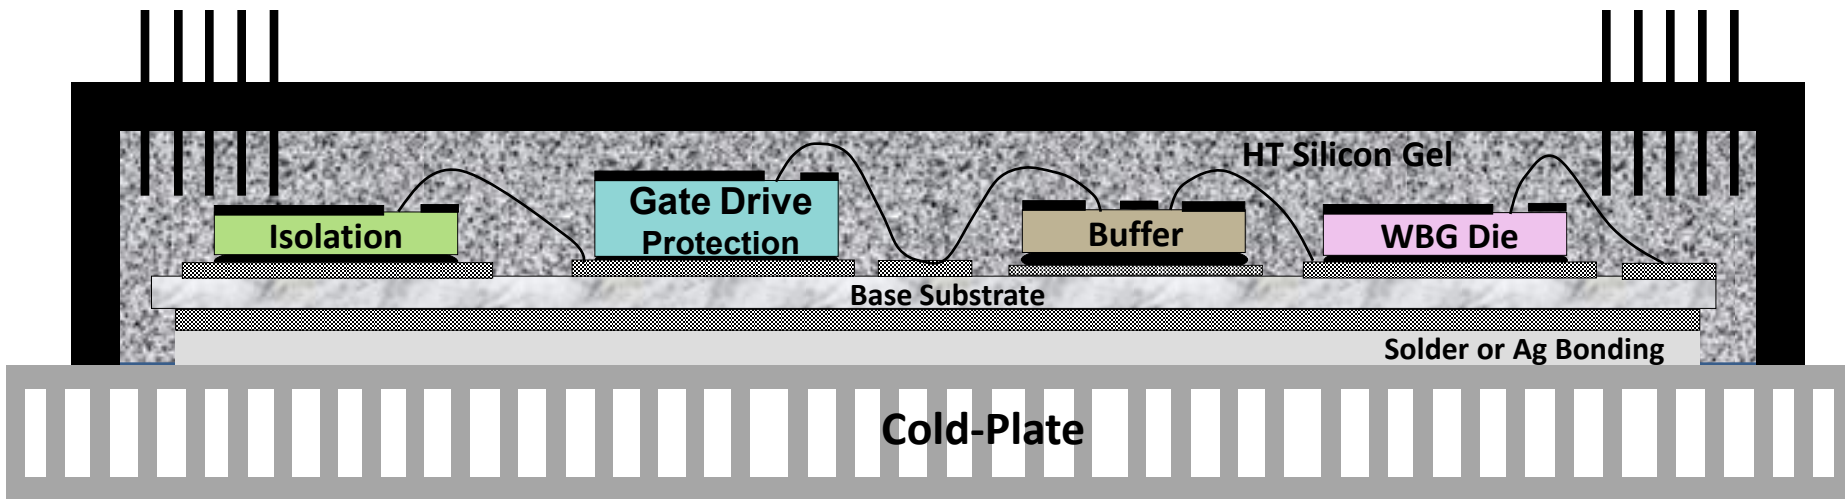 HT Silicon Gel
Isolation
Gate Drive
Protection
Buffer
WBG Die
Base Substrate
Solder or Ag Bonding
Cold-Plate